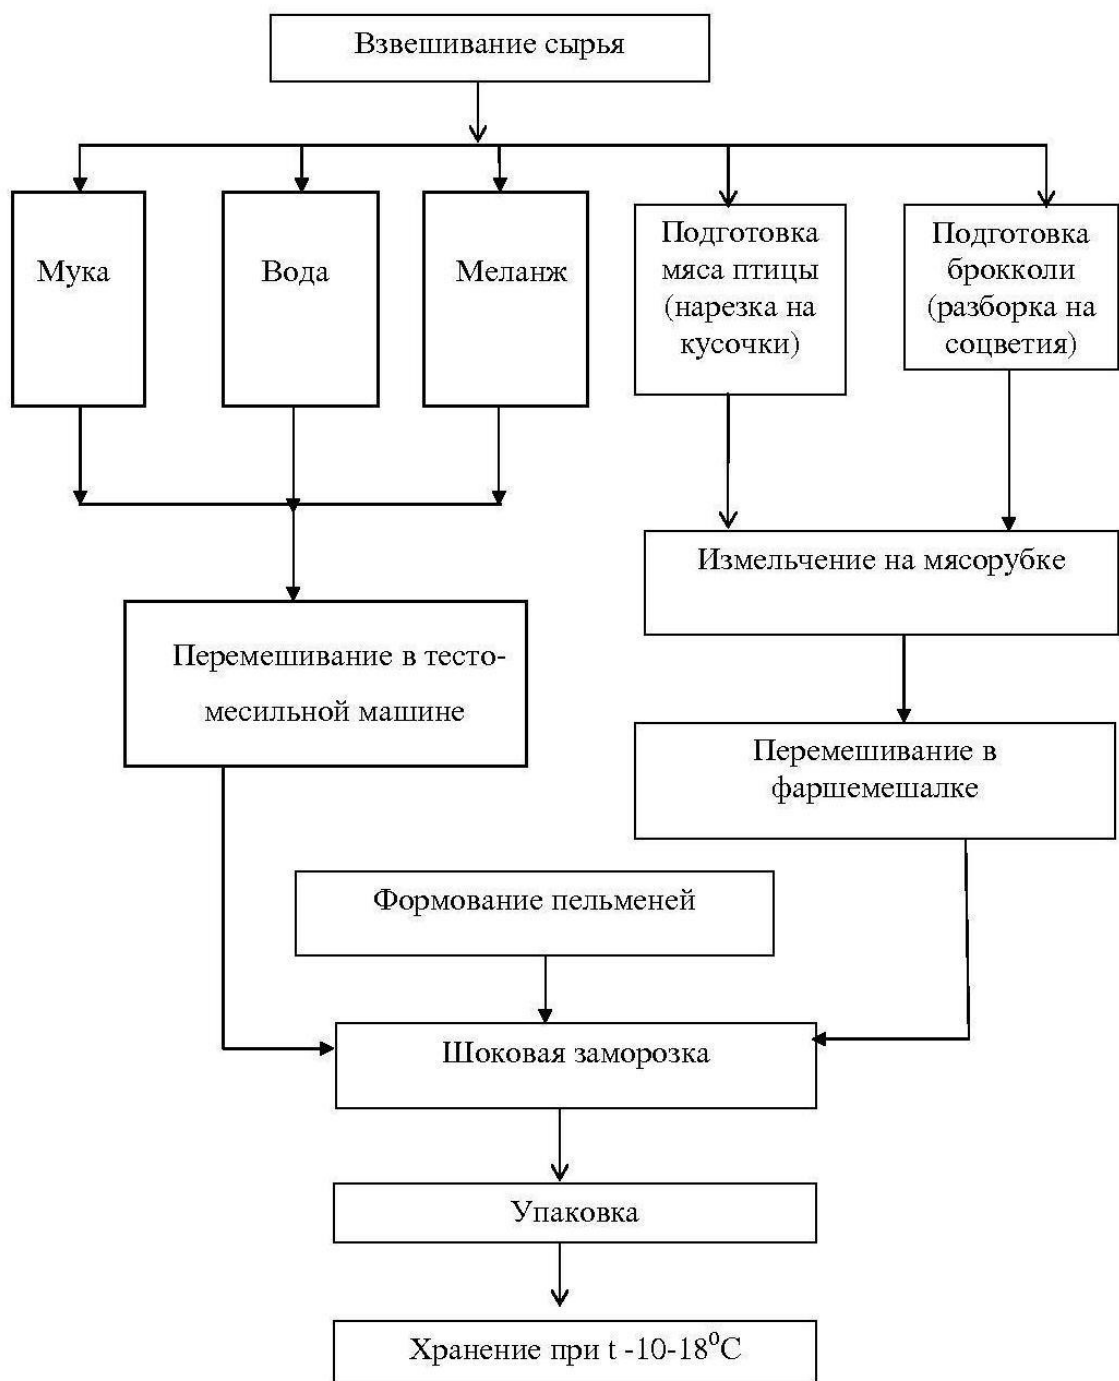 Взвешивание сырья
Мука
Вода
Меланж
Подготовка
мяса птицы
(нарезка на
кусочки)
Подготовка
брокколи
(разборка на
соцветия)
Измельчение на мясорубке
Перемешивание в тесто-
месильной машине
Перемешивание в
фаршемешалке
Формование пельменей
Шоковая заморозка
Упаковка
Хранение при t -10-18⁰С